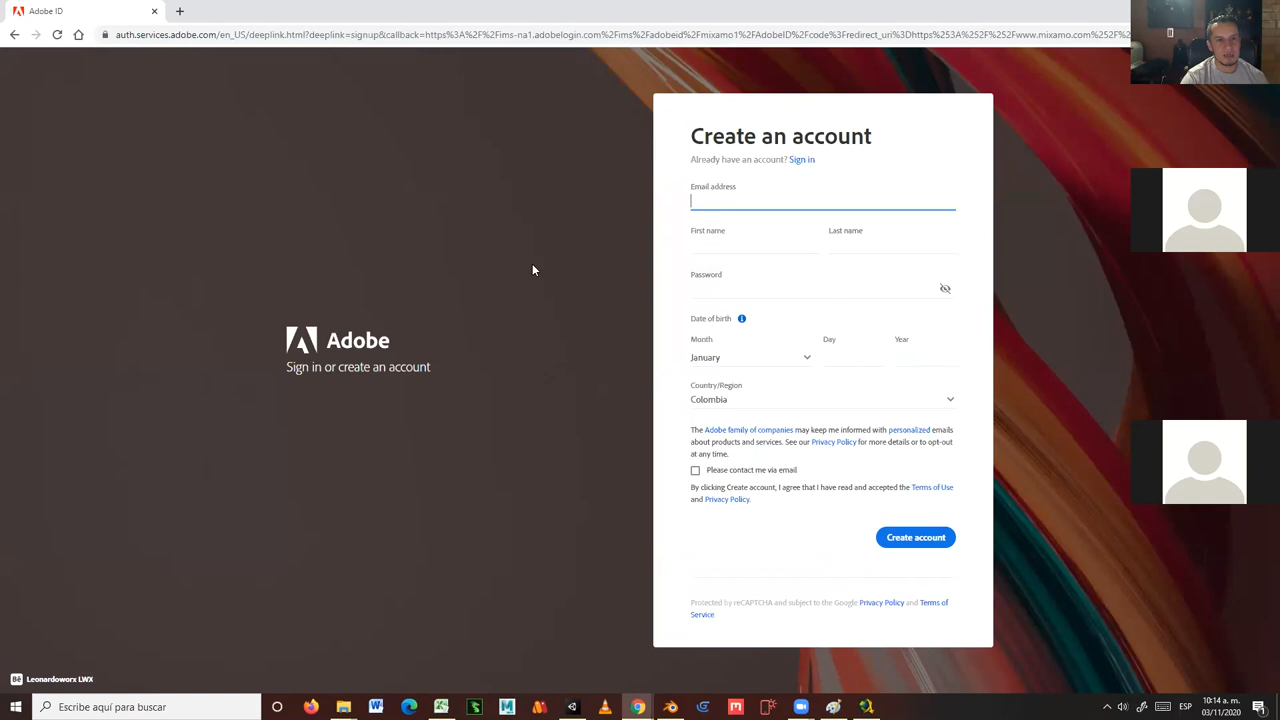 Adobe ID
auth.services.adobe.com/en_US/deeplink.html?deeplink=signup&callback=https%3A%2F%2Fims-na1.adobelogin.com%2Fims%2Fadobeid%2Fmixamo1%2FAdobeID%2Fcode%3Fredirect_uri%3Dhttps%253A%252F%252Fwww.mixamo.com%252F%2
Create an account
Already have an account? Sign in
Email address
First name Last name
Password
Date of birth
Month Day Year
January
Country/Region
Colombia
The Adobe family of companies may keep me informed with personalized emails
about products and services. See our Privacy Policy for more details or to opt-out
at any time.
Please contact me via email
By clicking Create account, I agree that I have read and accepted the Terms of Use
and Privacy Policy.
Create account
Protected by reCAPTCHA and subject to the Google Privacy Policy and Terms of
Service.
Adobe
Sign in or create an account
Bē Leonardoworx LWX
Escribe aquí para buscar
ESP
10:14 a. m.
03/11/2020